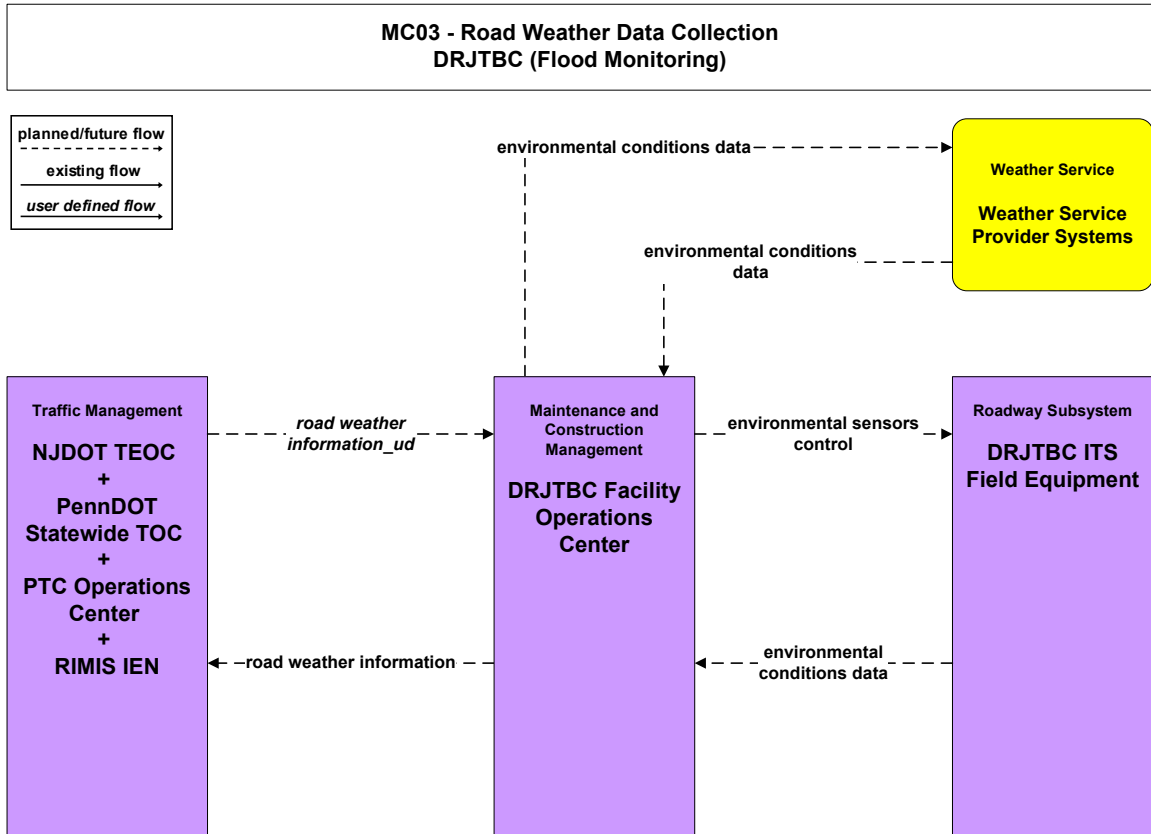 MC03 - Road Weather Data Collection
DRJTBC (Flood Monitoring)
planned/future flow
existing flow
user defined flow
environmental conditions data
Weather Service
Weather Service
Provider Systems
environmental conditions
data
Traffic Management
NJDOT TEOC
+
PennDOT
Statewide TOC
+
PTC Operations
Center
+
RIMIS IEN
road weather
information_ud
Maintenance and
Construction
Management
DRJTBC Facility
Operations
Center
environmental sensors
control
Roadway Subsystem
DRJTBC ITS
Field Equipment
road weather information
environmental
conditions data